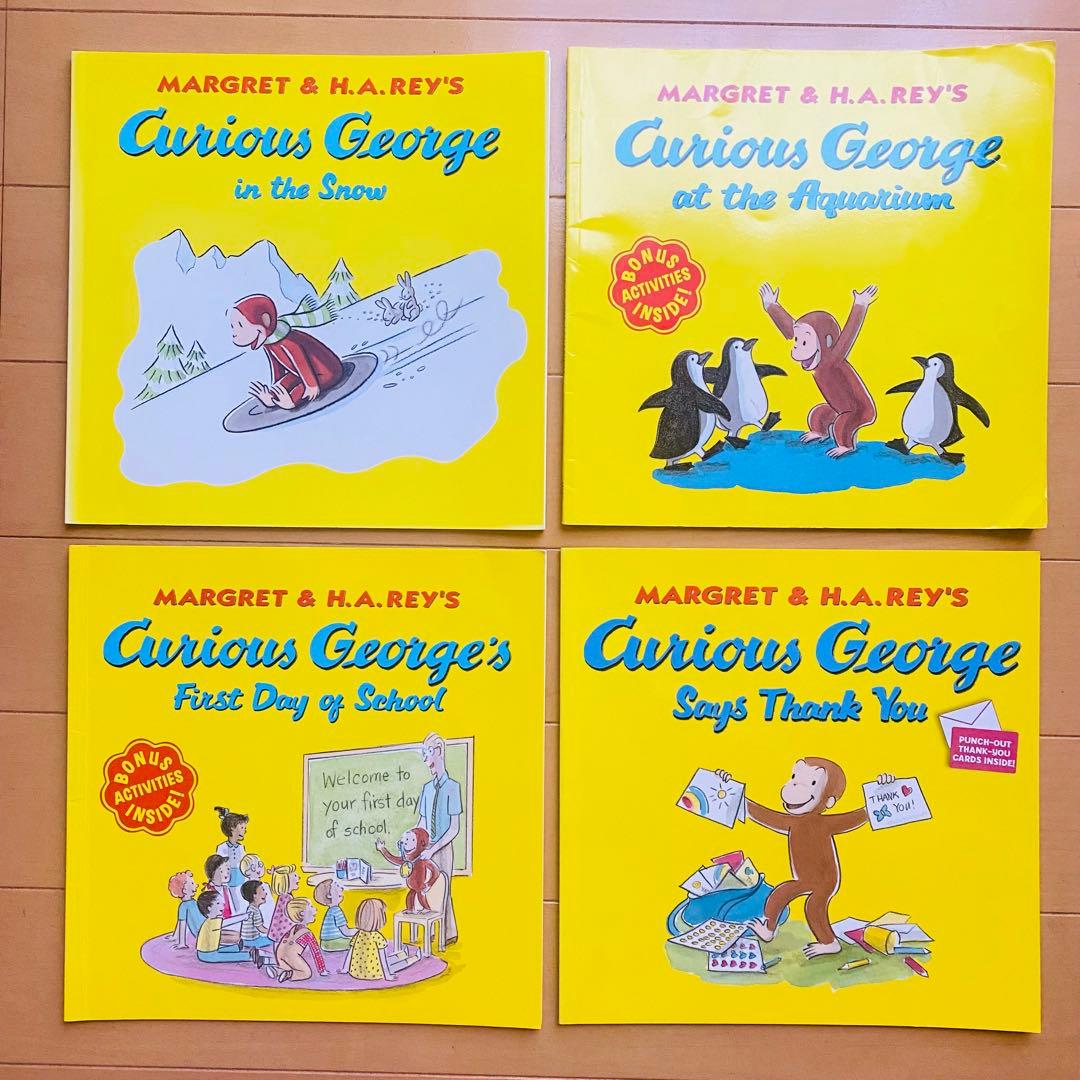 MARGRET & H.A.REY'S
Curious George
in the Snow
MARGRET & H.A.REY'S
Curious George
at the Aquarium
BONUS
ACTIVITIES
INSIDE!
MARGRET & H.A.REY'S
Curious George's
First Day of School
BONUS
ACTIVITIES
INSIDE!
Welcome to
your first day
of school.
MARGRET & H.A.REY'S
Curious George
Says Thank You
PUNCH-OUT
THANK-YOU
CARDS INSIDE!
THANK
YOU!